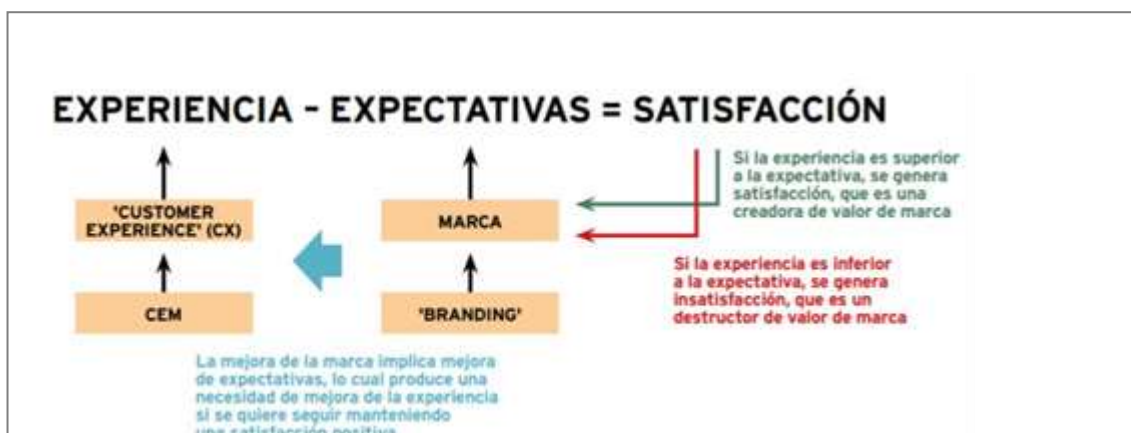 EXPERIENCIA - EXPECTATIVAS = SATISFACCIÓN
'CUSTOMER
EXPERIENCE' (CX)
CEM
MARCA
'BRANDING'
Si la experiencia es superior
a la expectativa, se genera
satisfacción, que es una
creadora de valor de marca
Si la experiencia es inferior
a la expectativa, se genera
insatisfacción, que es un
destructor de valor de marca
La mejora de la marca implica mejora
de expectativas, lo cual produce una
necesidad de mejora de la experiencia
si se quiere seguir manteniendo
una satisfacción positiva